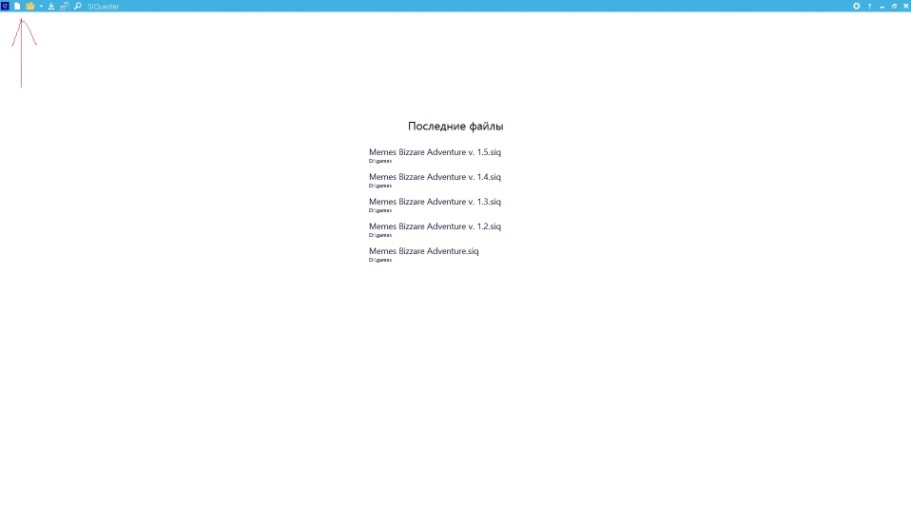 SIQuester
Последние файлы
Memes Bizzare Adventure v. 1.5.siq
D:\games
Memes Bizzare Adventure v. 1.4.siq
D:\games
Memes Bizzare Adventure v. 1.3.siq
D:\games
Memes Bizzare Adventure v. 1.2.siq
D:\games
Memes Bizzare Adventure.siq
D:\games